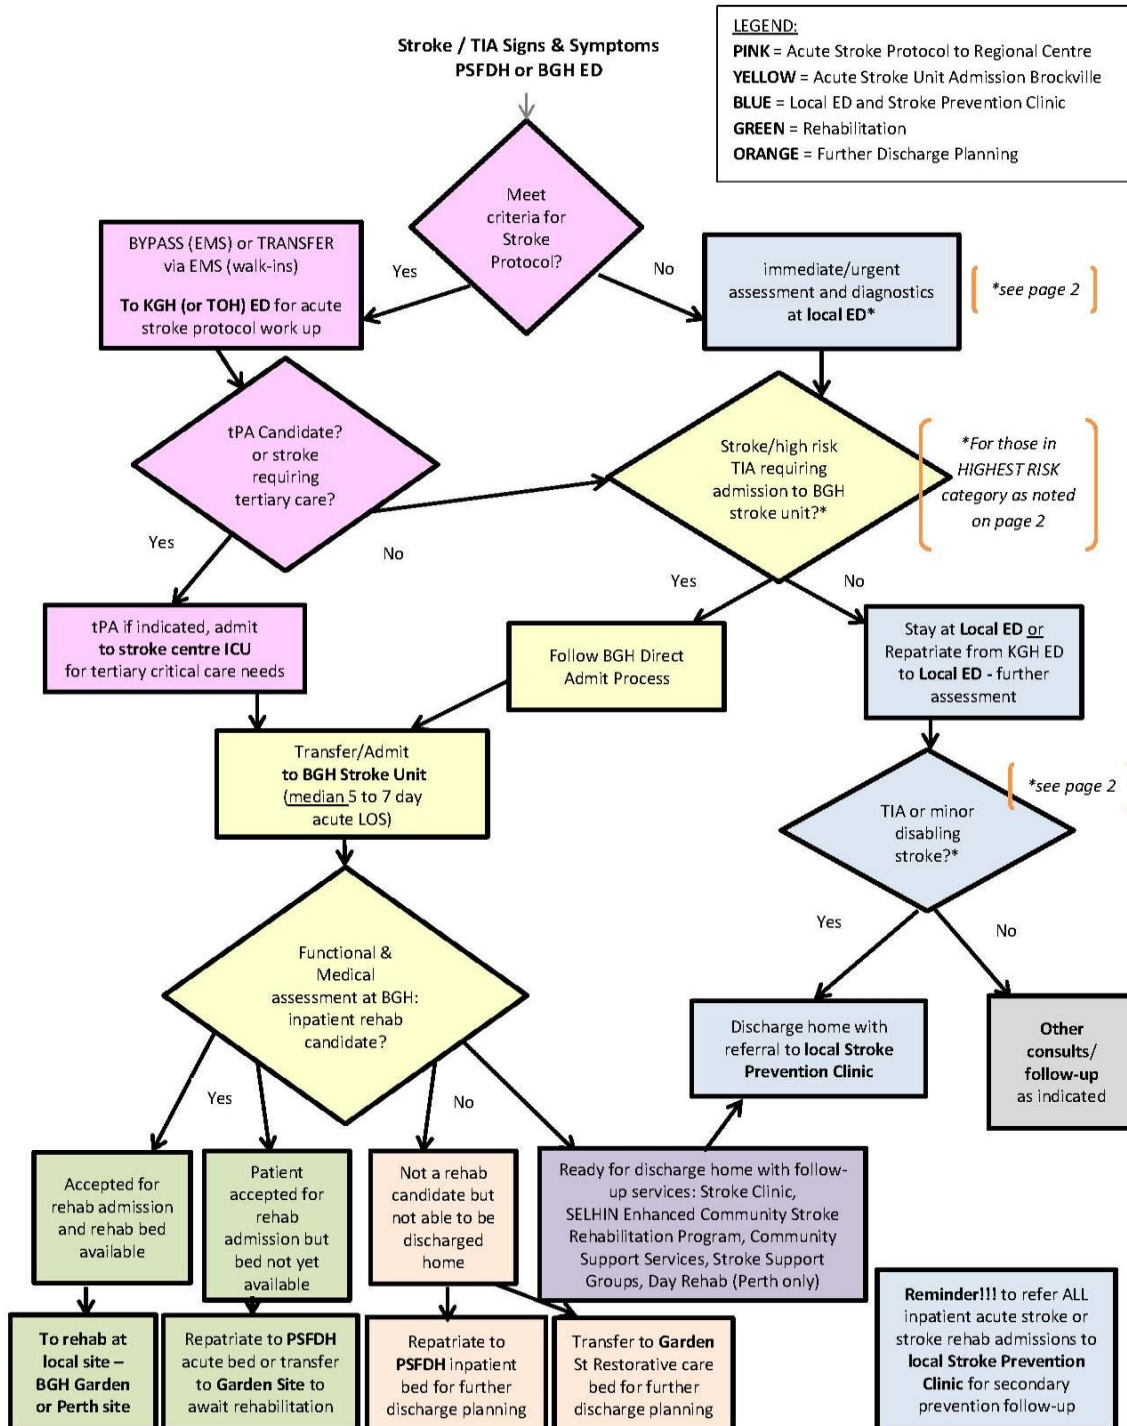 Stroke / TIA Signs & Symptoms
PSFDH or BGH ED
LEGEND:
PINK = Acute Stroke Protocol to Regional Centre
YELLOW = Acute Stroke Unit Admission Brockville
BLUE = Local ED and Stroke Prevention Clinic
GREEN = Rehabilitation
ORANGE = Further Discharge Planning
Meet
criteria for
Stroke
Protocol?
Yes
No
BYPASS (EMS) or TRANSFER
via EMS (walk-ins)
To KGH (or TOH) ED for acute
stroke protocol work up
immediate/urgent
assessment and diagnostics
at local ED*
*see page 2
tPA Candidate?
or stroke
requiring
tertiary care?
Yes
No
Stroke/high risk
TIA requiring
admission to BGH
stroke unit?*
*For those in
HIGHEST RISK
category as noted
on page 2
Yes
No
tPA if indicated, admit
to stroke centre ICU
for tertiary critical care needs
Follow BGH Direct
Admit Process
Stay at Local ED or
Repatriate from KGH ED
to Local ED - further
assessment
Transfer/Admit
to BGH Stroke Unit
(median 5 to 7 day
acute LOS)
*see page 2
TIA or minor
disabling
stroke?*
Yes
No
Functional &
Medical
assessment at BGH:
inpatient rehab
candidate?
Yes
No
Discharge home with
referral to local Stroke
Prevention Clinic
Other
consults/
follow-up
as indicated
Accepted for
rehab admission
and rehab bed
available
Patient
accepted for
rehab
admission but
bed not yet
available
Not a rehab
candidate but
not able to be
discharged
home
Ready for discharge home with follow-
up services: Stroke Clinic,
SELHIN Enhanced Community Stroke
Rehabilitation Program, Community
Support Services, Stroke Support
Groups, Day Rehab (Perth only)
To rehab at
local site –
BGH Garden
or Perth site
Repatriate to PSFDH
acute bed or transfer
to Garden Site to
await rehabilitation
Repatriate to
PSFDH inpatient
bed for further
discharge planning
Transfer to Garden
St Restorative care
bed for further
discharge planning
Reminder!!! to refer ALL
inpatient acute stroke or
stroke rehab admissions to
local Stroke Prevention
Clinic for secondary
prevention follow-up